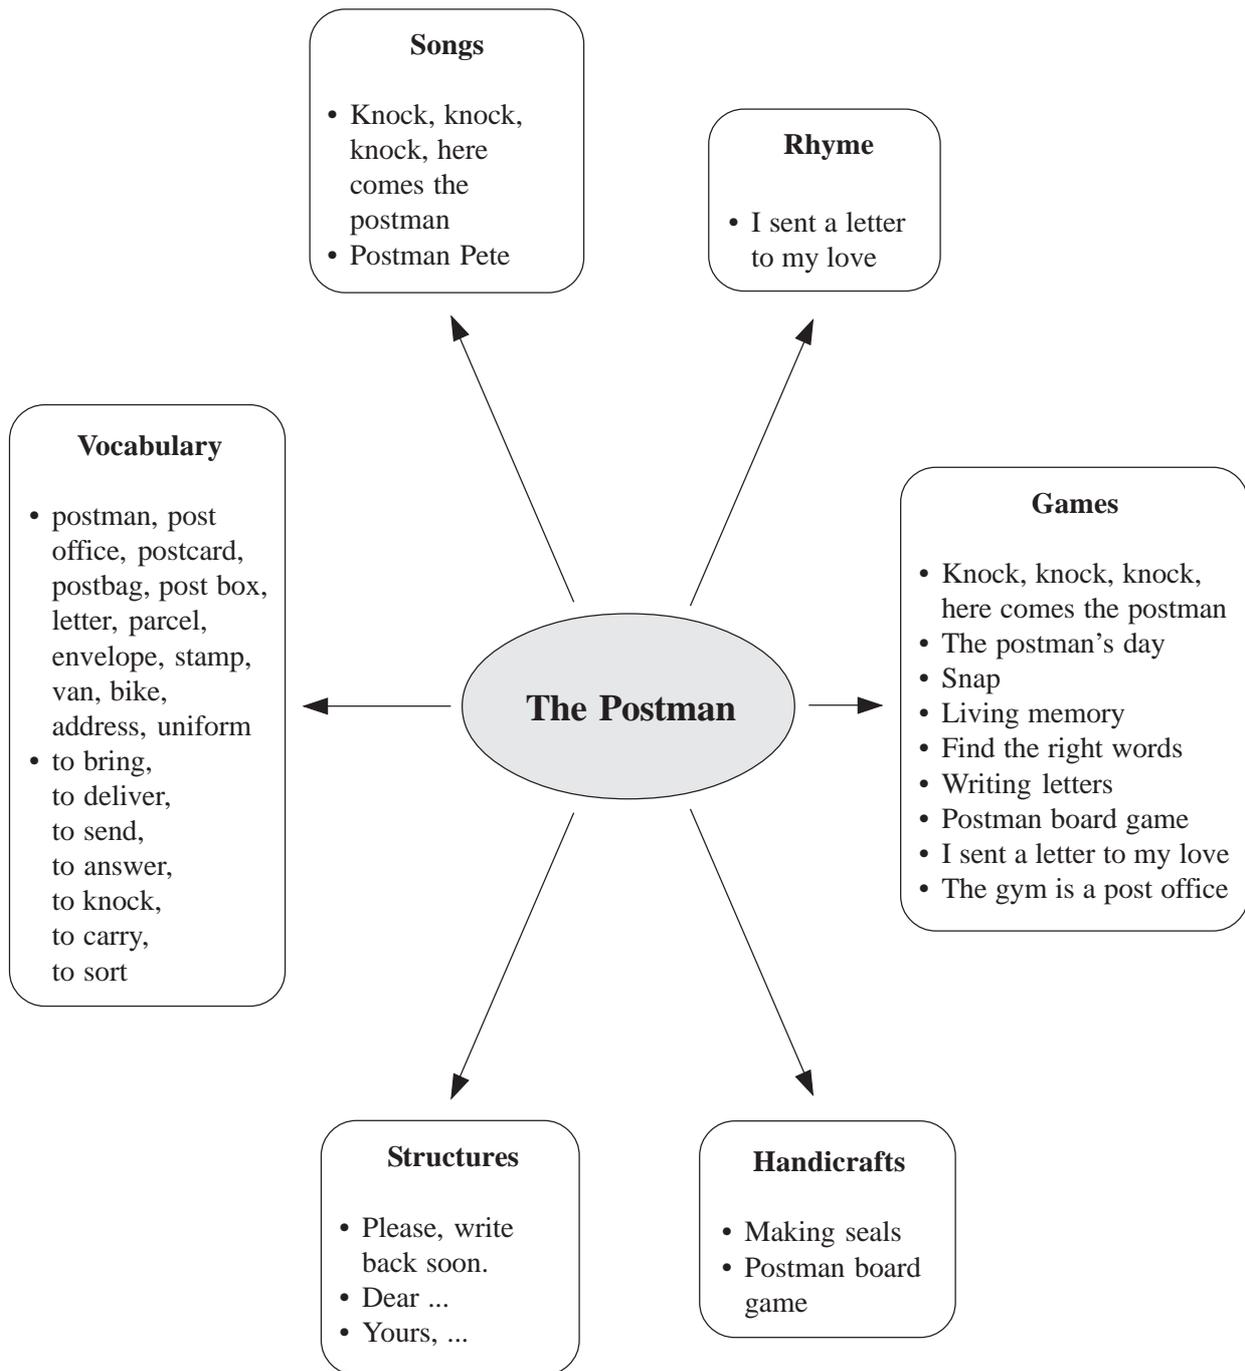 Songs
• Knock, knock,
knock, here
comes the
postman
• Postman Pete
Rhyme
• I sent a letter
to my love
Vocabulary
• postman, post
office, postcard,
postbag, post box,
letter, parcel,
envelope, stamp,
van, bike,
address, uniform
• to bring,
to deliver,
to send,
to answer,
to knock,
to carry,
to sort
The Postman
Games
• Knock, knock, knock,
here comes the postman
• The postman’s day
• Snap
• Living memory
• Find the right words
• Writing letters
• Postman board game
• I sent a letter to my love
• The gym is a post office
Structures
• Please, write
back soon.
• Dear ...
• Yours, ...
Handicrafts
• Making seals
• Postman board
game